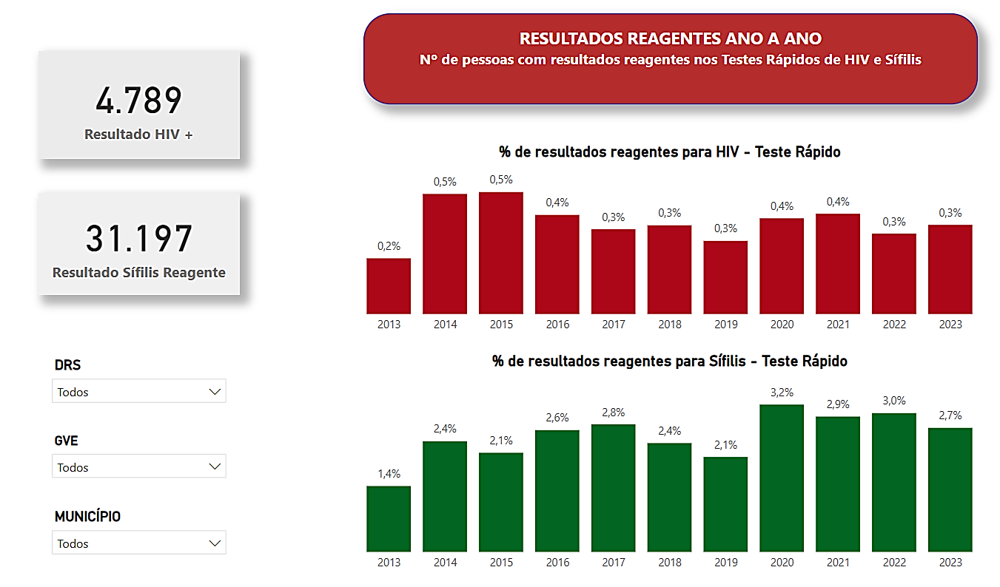 RESULTADOS REAGENTES ANO A ANO
Nº de pessoas com resultados reagentes nos Testes Rápidos de HIV e Sífilis
4.789
Resultado HIV +
31.197
Resultado Sífilis Reagente
DRS
Todos
GVE
Todos
MUNICÍPIO
Todos
% de resultados reagentes para HIV - Teste Rápido
0,2% 0,5% 0,5% 0,4% 0,3% 0,3% 0,3% 0,4% 0,4% 0,3% 0,3%
2013 2014 2015 2016 2017 2018 2019 2020 2021 2022 2023
% de resultados reagentes para Sífilis - Teste Rápido
1,4% 2,4% 2,1% 2,6% 2,8% 2,4% 2,1% 3,2% 2,9% 3,0% 2,7%
2013 2014 2015 2016 2017 2018 2019 2020 2021 2022 2023